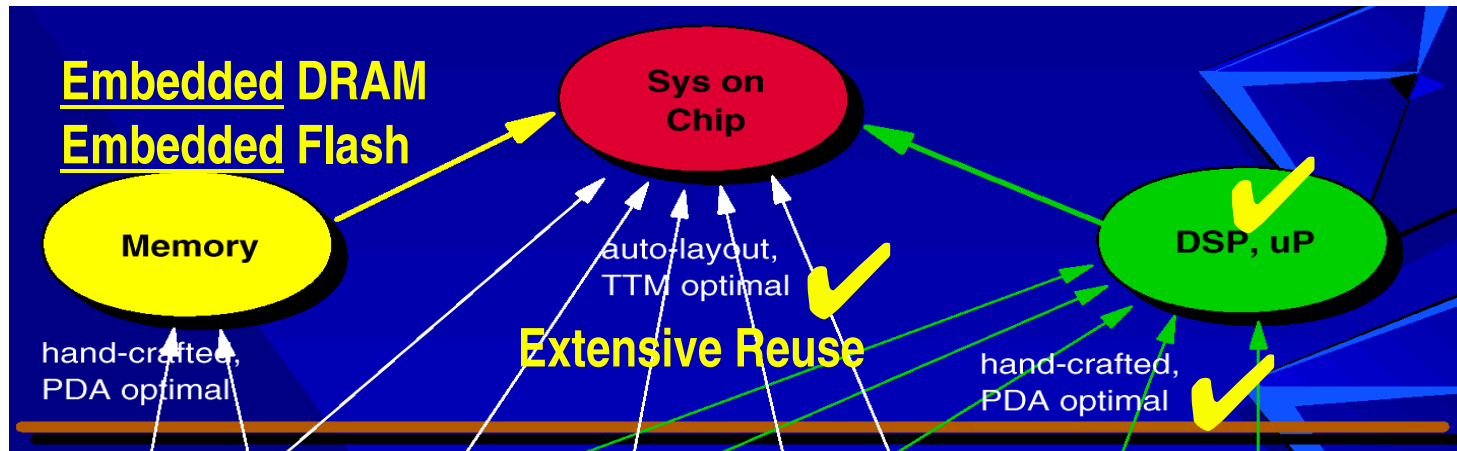 Embedded DRAM
Embedded Flash
Sys on
Chip
Memory
DSP, uP
auto-layout,
TTM optimal
Extensive Reuse
hand-crafted,
PDA optimal
hand-crafted,
PDA optimal